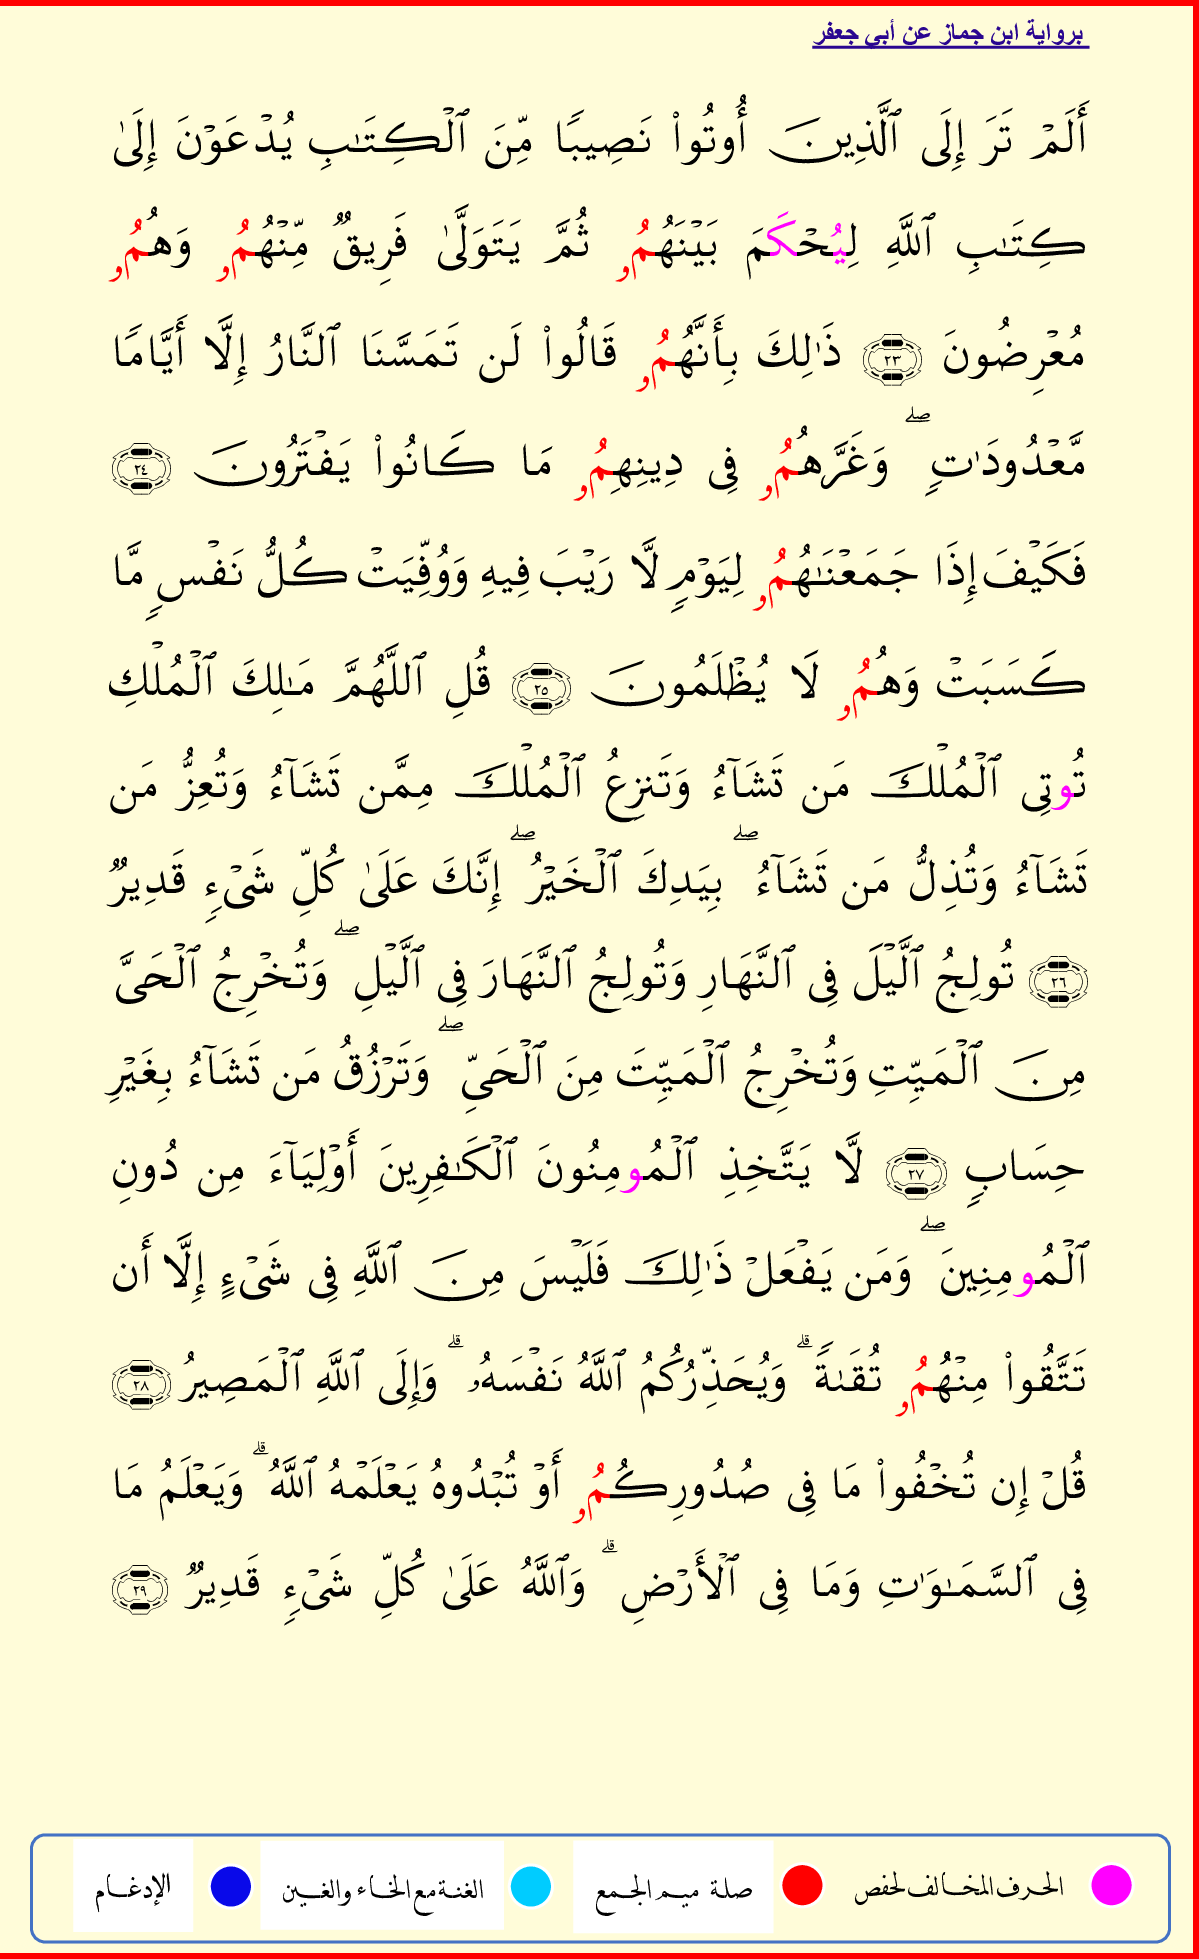 برواية ابن جماز عن أبي جعفر
أَلَمۡ تَرَ إِلَى ٱلَّذِينَ أُوتُواْ نَصِيبٗا مِّنَ ٱلۡكِتَٰبِ يُدۡعَوۡنَ إِلَىٰ
كِتَٰبِ ٱللَّهِ لِيُحۡكَمَ بَيۡنَهُمُۥ ثُمَّ يَتَوَلَّىٰ فَرِيقٞ مِّنۡهُمُۥ وَهُمُۥ
مُعۡرِضُونَ ٢٣ ذَٰلِكَ بِأَنَّهُمُۥ قَالُواْ لَن تَمَسَّنَا ٱلنَّارُ إِلَّا أَيَّامٗا
مَّعۡدُودَٰتٖۖ وَغَرَّهُمُۥ فِي دِينِهِمُۥ مَا كَانُواْ يَفۡتَرُونَ ٢٤
فَكَيۡفَ إِذَا جَمَعۡنَٰهُمُۥ لِيَوۡمٖ لَّا رَيۡبَ فِيهِ وَوُفِّيَتۡ كُلُّ نَفۡسٖ مَّا
كَسَبَتۡ وَهُمُۥ لَا يُظۡلَمُونَ ٢٥ قُلِ ٱللَّهُمَّ مَٰلِكَ ٱلۡمُلۡكِ
تُوتِي ٱلۡمُلۡكَ مَن تَشَآءُ وَتَنزِعُ ٱلۡمُلۡكَ مِمَّن تَشَآءُ وَتُعِزُّ مَن
تَشَآءُ وَتُذِلُّ مَن تَشَآءُۖ بِيَدِكَ ٱلۡخَيۡرُۖ إِنَّكَ عَلَىٰ كُلِّ شَيۡءٖ قَدِيرٞ
٢٦ تُولِجُ ٱلَّيۡلَ فِي ٱلنَّهَارِ وَتُولِجُ ٱلنَّهَارَ فِي ٱلَّيۡلِۖ وَتُخۡرِجُ ٱلۡحَيَّ
مِنَ ٱلۡمَيِّتِ وَتُخۡرِجُ ٱلۡمَيِّتَ مِنَ ٱلۡحَيِّۖ وَتَرۡزُقُ مَن تَشَآءُ بِغَيۡرِ
حِسَابٖ ٢٧ لَّا يَتَّخِذِ ٱلۡمُومِنُونَ ٱلۡكَٰفِرِينَ أَوۡلِيَآءَ مِن دُونِ
ٱلۡمُومِنِينَۖ وَمَن يَفۡعَلۡ ذَٰلِكَ فَلَيۡسَ مِنَ ٱللَّهِ فِي شَيۡءٍ إِلَّا أَن
تَتَّقُواْ مِنۡهُمُۥ تُقَىٰةٗۗ وَيُحَذِّرُكُمُ ٱللَّهُ نَفۡسَهُۥۗ وَإِلَى ٱللَّهِ ٱلۡمَصِيرُ ٢٨
قُلۡ إِن تُخۡفُواْ مَا فِي صُدُورِكُمُۥ أَوۡ تُبۡدُوهُ يَعۡلَمۡهُ ٱللَّهُۗ وَيَعۡلَمُ مَا
فِي ٱلسَّمَٰوَٰتِ وَمَا فِي ٱلۡأَرۡضِۗ وَٱللَّهُ عَلَىٰ كُلِّ شَيۡءٖ قَدِيرٞ ٢٩
الحرف المخالف لحفص صلة ميم الجمع الغنة مع الخاء والغين الإدغام